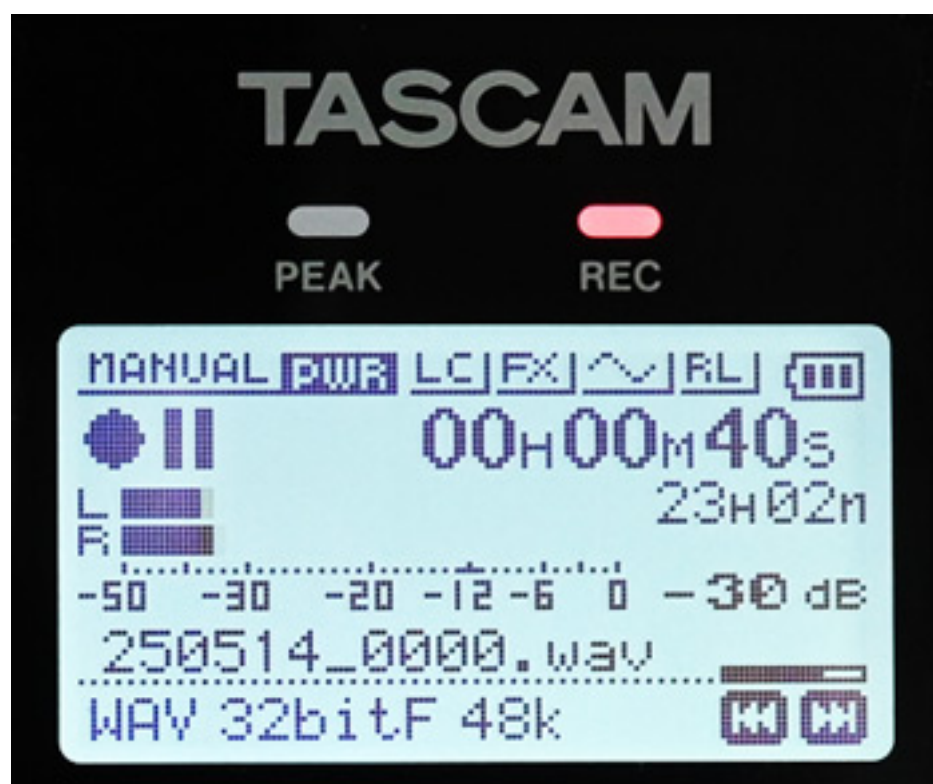 TASCAM
PEAK REC
MANUAL PWR LC FX RL
00H00M40S
23H02M
L
R
-50 -30 -20 -12 -6 0 -30 dB
250514_0000.wav
WAV 32bitF 48k